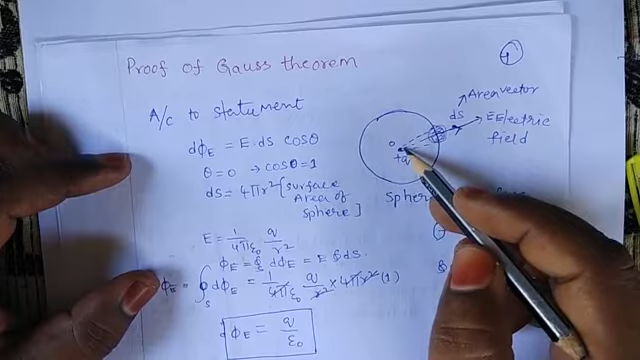 Proof of Gauss theorem
1
A/c to statement
dΦE = E . ds cosθ
θ = 0 → cosθ = 1
ds = 4πr² [surface
Area of
sphere]
E = 1/4πε₀ q/r²
ΦE = ∮S dΦE = E ∮ ds.
ΦE = ∮S dΦE = 1/4πε₀ q/r² × 4πr² (1)
dΦE = q/ε₀
Area vector
ds
E Electric
field
o
+q
Sphere